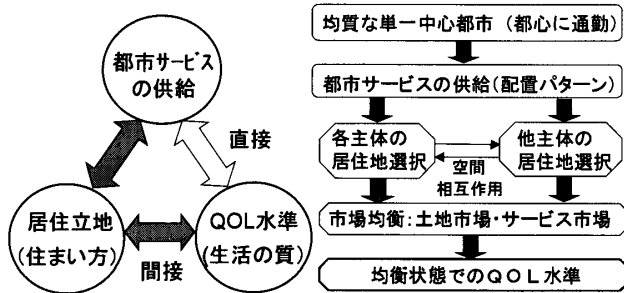 都市サービス
の供給
直接
居住立地
(住まい方)
間接
QOL水準
(生活の質)
均質な単一中心都市（都心に通勤）
都市サービスの供給(配置パターン)
各主体の
居住地選択
空間
相互作用
他主体の
居住地選択
市場均衡:土地市場・サービス市場
均衡状態でのＱＯＬ水準